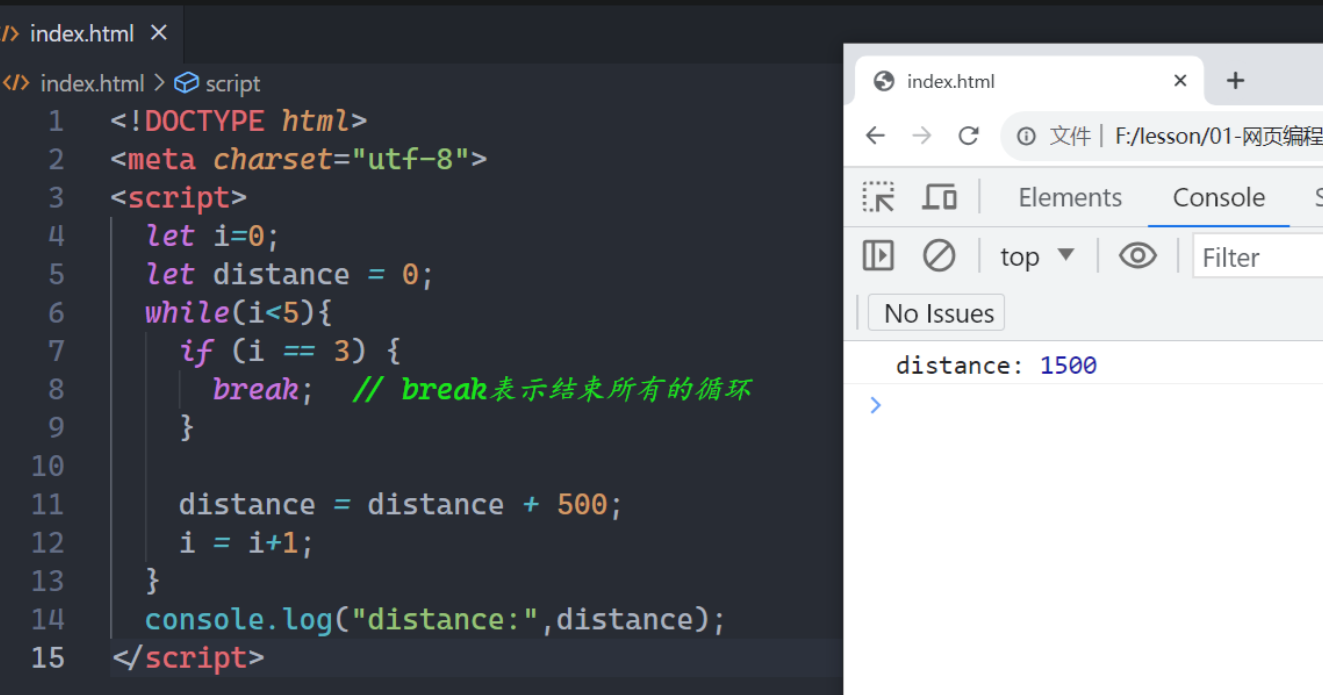 index.html
index.html > script
1 <!DOCTYPE html>
2 <meta charset="utf-8">
3 <script>
4 let i=0;
5 let distance = 0;
6 while(i<5){
7 if (i == 3) {
8 break; // break表示结束所有的循环
9 }
10
11 distance = distance + 500;
12 i = i+1;
13 }
14 console.log("distance:",distance);
15 </script>
index.html
文件 | F:/lesson/01-网页编程
Elements Console
top Filter
No Issues
distance: 1500